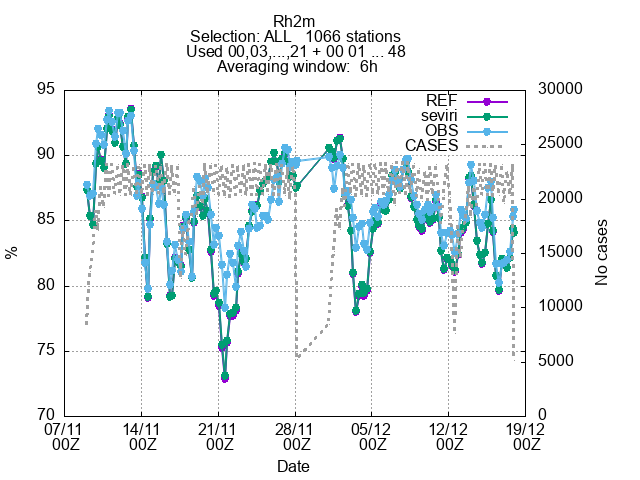 Rh2m
Selection: ALL   1066 stations
Used 00,03,...,21 + 00 01 ... 48
Averaging window:  6h
REF
seviri
OBS
CASES
95
90
85
80
75
70
%
30000
25000
20000
15000
10000
5000
0
No cases
07/11 14/11 21/11 28/11 05/12 12/12 19/12
00Z 00Z 00Z 00Z 00Z 00Z 00Z
Date